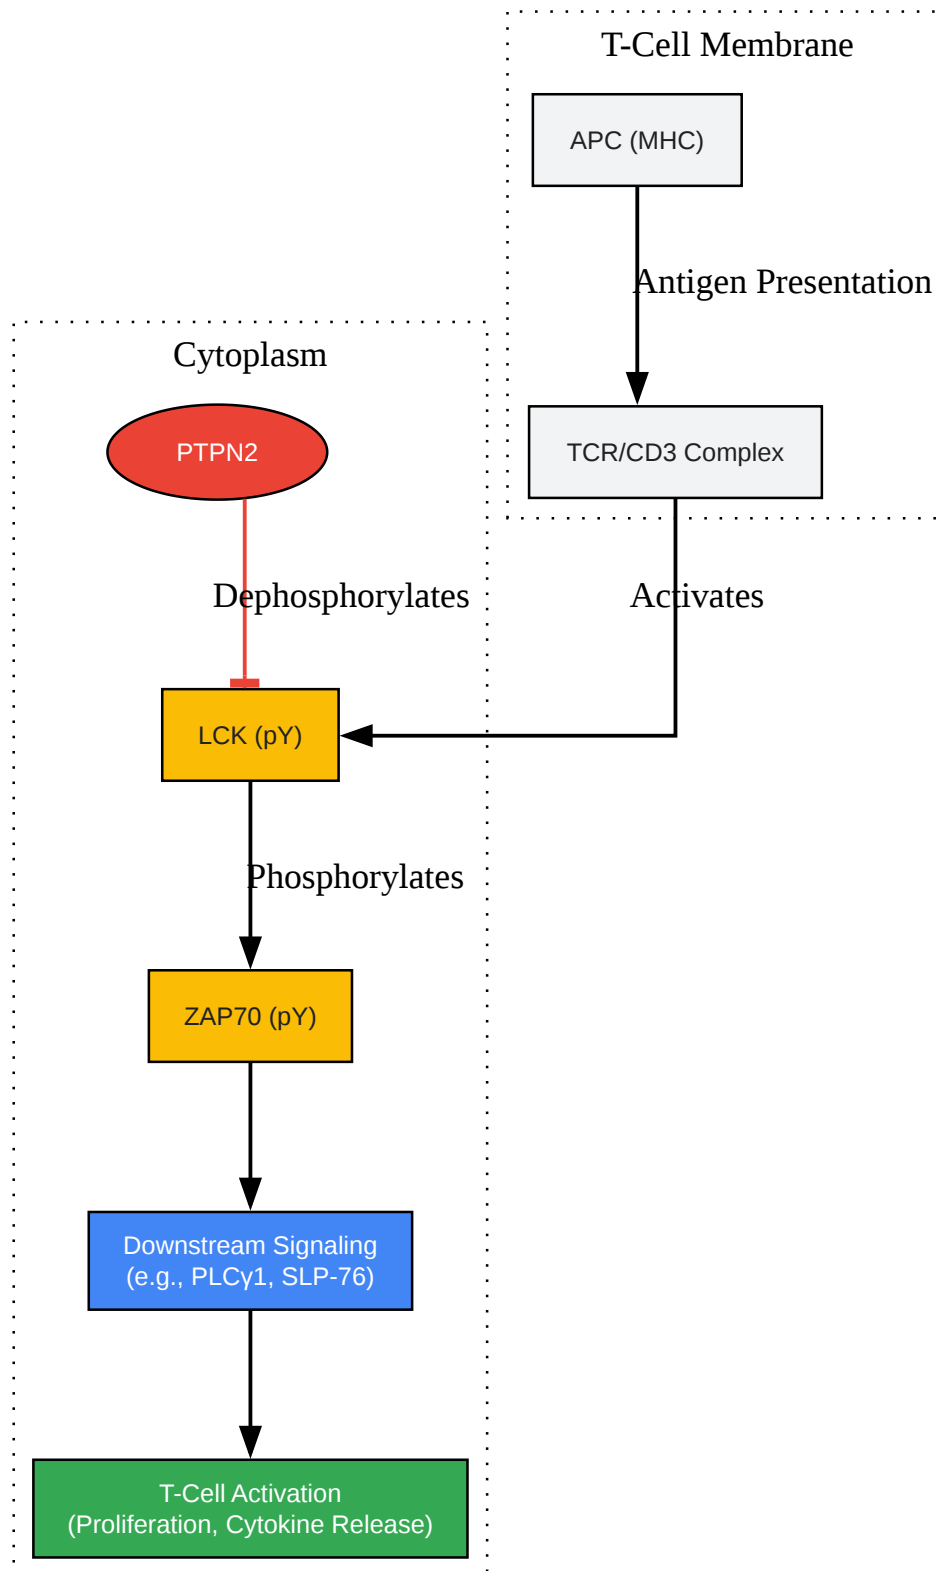 T-Cell Membrane
APC (MHC)
Antigen Presentation
Cytoplasm
PTPN2
TCR/CD3 Complex
Dephosphorylates
Activates
LCK (pY)
Phosphorylates
ZAP70 (pY)
Downstream Signaling
(e.g., PLCγ1, SLP-76)
T-Cell Activation
(Proliferation, Cytokine Release)